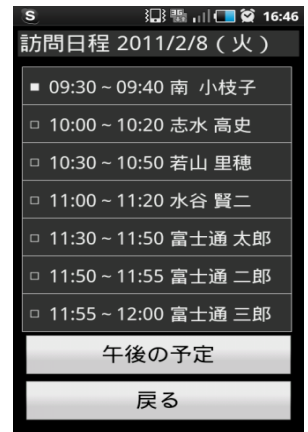 S 16:46
訪問日程 2011/2/8 ( 火 )
09:30 ~ 09:40 南 小枝子
10:00 ~ 10:20 志水 高史
10:30 ~ 10:50 若山 里穂
11:00 ~ 11:20 水谷 賢二
11:30 ~ 11:50 富士通 太郎
11:50 ~ 11:55 富士通 二郎
11:55 ~ 12:00 富士通 三郎
午後の予定
戻る